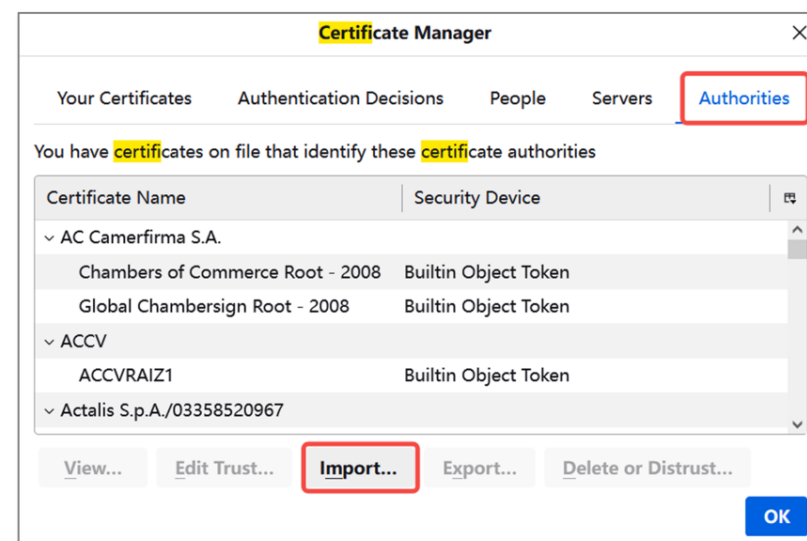 Certificate Manager
Your Certificates Authentication Decisions People Servers Authorities
You have certificates on file that identify these certificate authorities
Certificate Name Security Device
AC Camerfirma S.A.
Chambers of Commerce Root - 2008 Builtin Object Token
Global Chambersign Root - 2008 Builtin Object Token
ACCV
ACCVRAIZ1 Builtin Object Token
Actalis S.p.A./03358520967
View... Edit Trust... Import... Export... Delete or Distrust...
OK